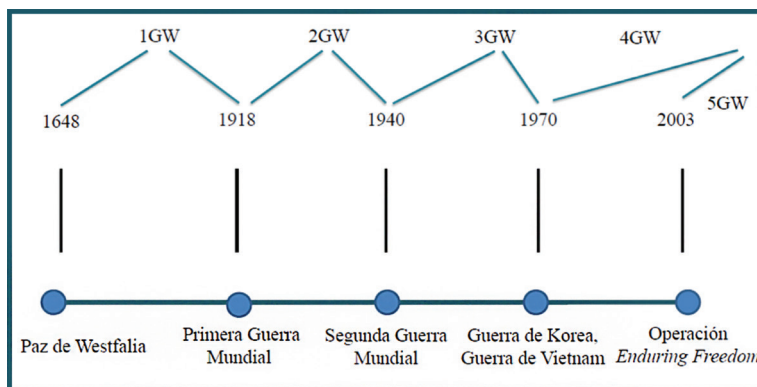 1GW 2GW 3GW 4GW
5GW
1648 1918 1940 1970 2003
Paz de Westfalia
Primera Guerra
Mundial
Segunda Guerra
Mundial
Guerra de Korea,
Guerra de Vietnam
Operación
Enduring Freedom